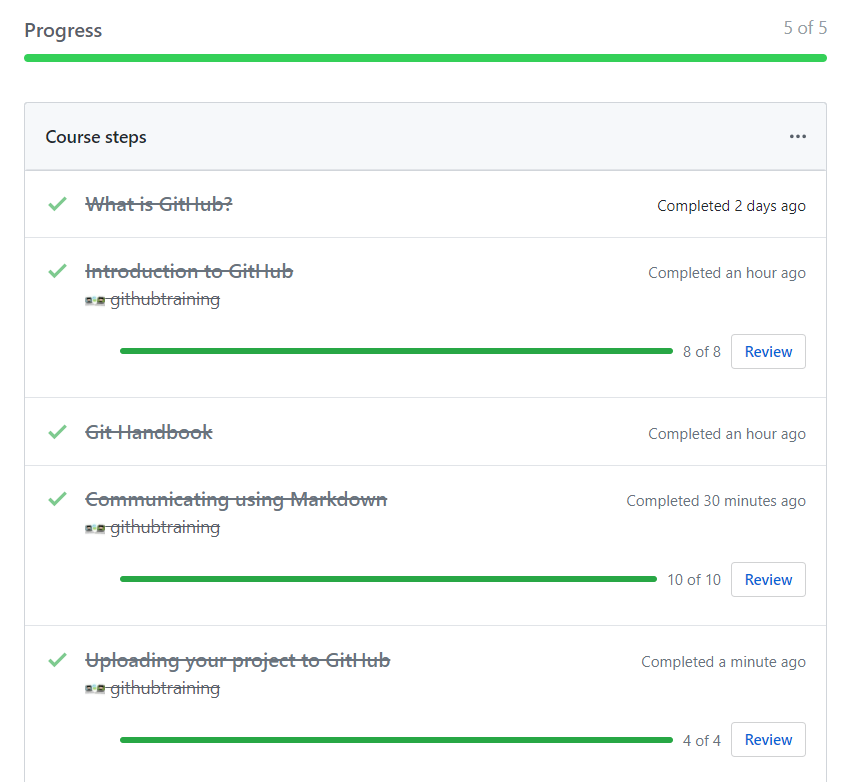 Progress
5 of 5
Course steps
What is GitHub?
Completed 2 days ago
Introduction to GitHub
Completed an hour ago
githubtraining
8 of 8
Review
Git Handbook
Completed an hour ago
Communicating using Markdown
Completed 30 minutes ago
githubtraining
10 of 10
Review
Uploading your project to GitHub
Completed a minute ago
githubtraining
4 of 4
Review